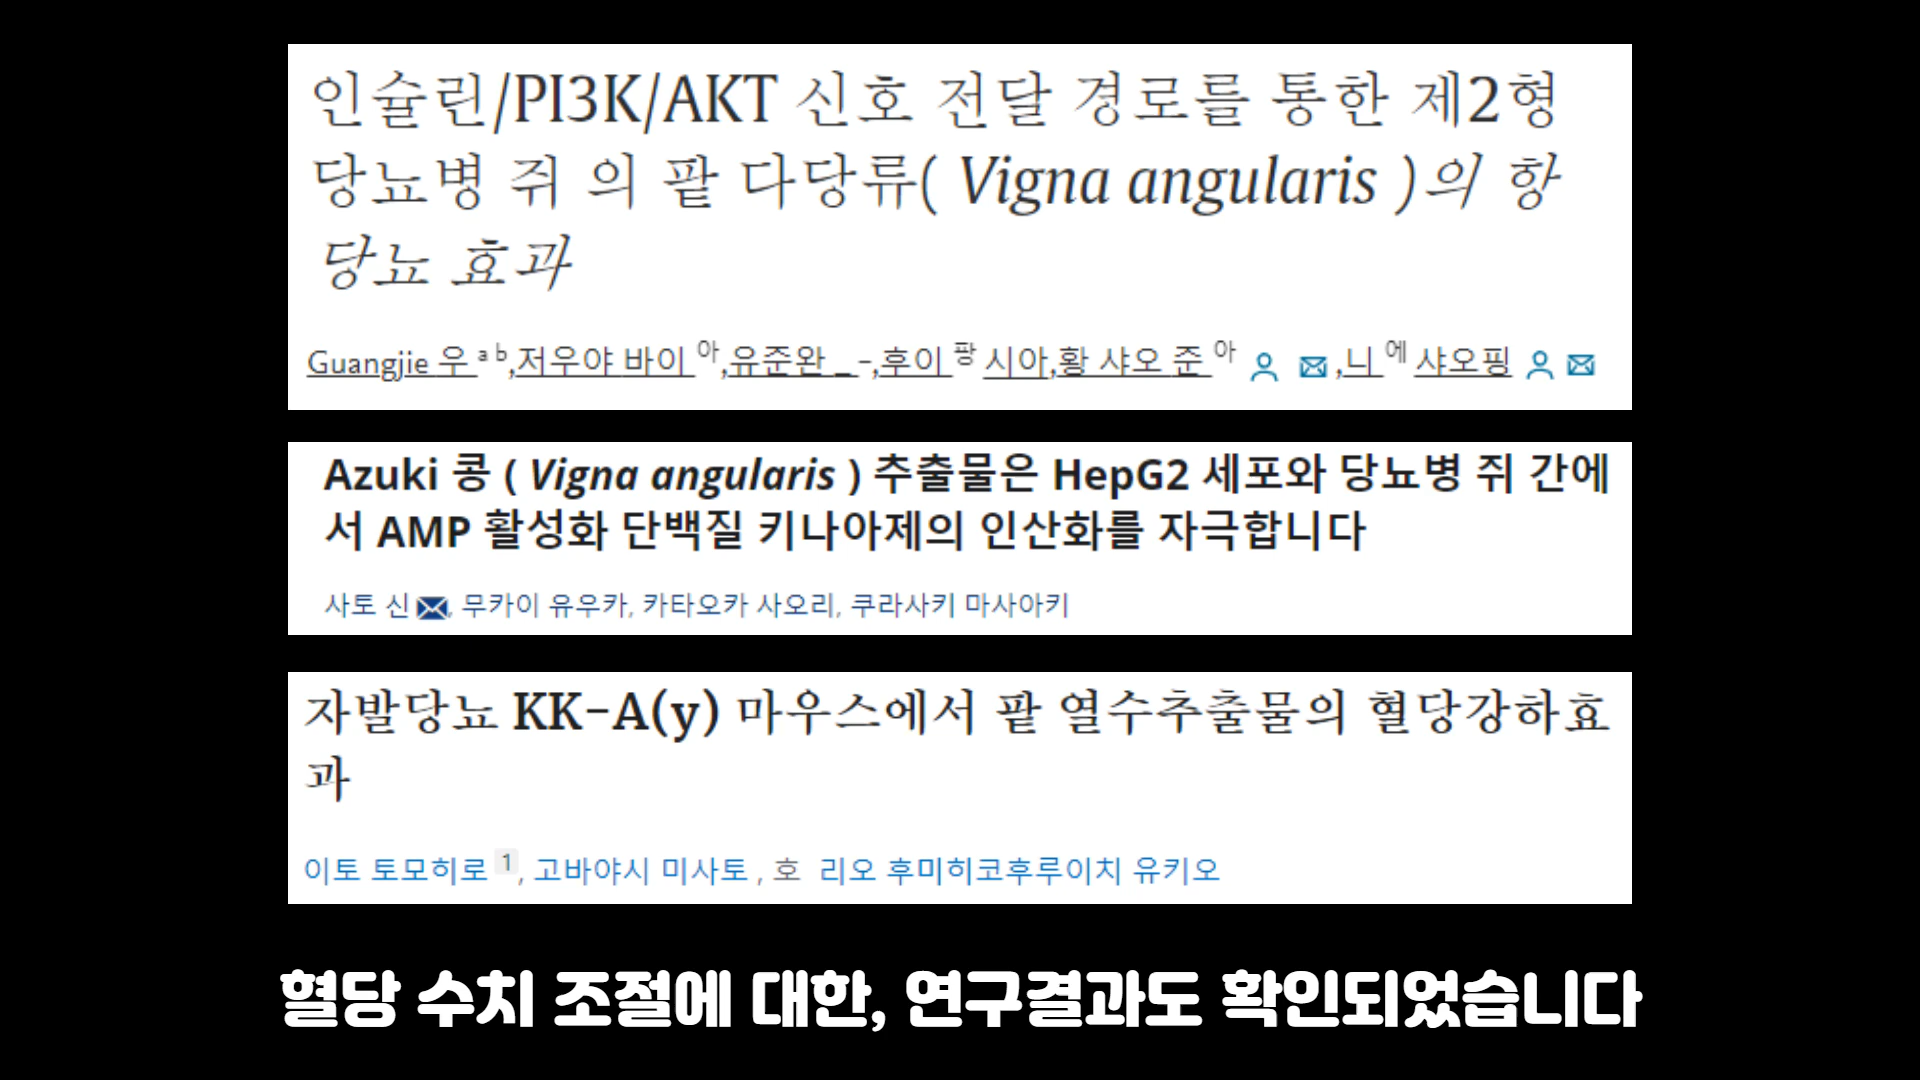 인슐린/PI3K/AKT 신호 전달 경로를 통한 제2형
당뇨병 쥐 의 팥 다당류( Vigna angularis )의 항
당뇨 효과
Guangjie 우 a b,저우야 바이 아,유준완 _ -,후이 팡 시아,황 샤오 준 아 ,니 에 샤오핑
Azuki 콩 ( Vigna angularis ) 추출물은 HepG2 세포와 당뇨병 쥐 간에
서 AMP 활성화 단백질 키나아제의 인산화를 자극합니다
사토 신 , 무카이 유우카, 카타오카 사오리, 쿠라사키 마사아키
자발당뇨 KK-A(y) 마우스에서 팥 열수추출물의 혈당강하효
과
이토 토모히로 1, 고바야시 미사토 , 호 리오 후미히코후루이치 유키오
혈당 수치 조절에 대한, 연구결과도 확인되었습니다